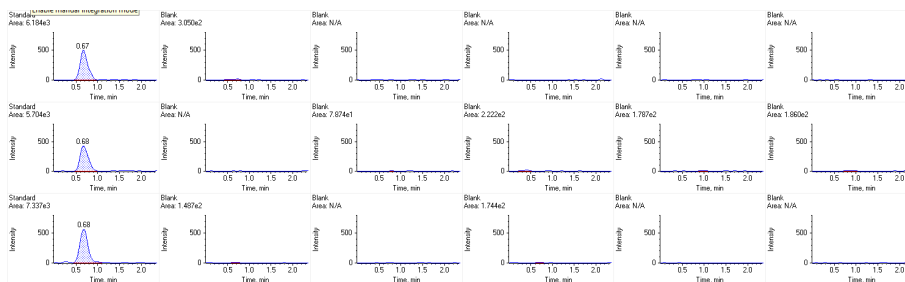 Enable manual integration mode
Standard Blank Blank Blank Blank Blank
Area: 6.184e3 Area: 3.050e2 Area: N/A Area: N/A Area: N/A Area: N/A
0.67
Intensity 500 Intensity 500 Intensity 500 Intensity 500 Intensity 500 Intensity 500
0 0 0 0 0 0
0.5 1.0 1.5 2.0 0.5 1.0 1.5 2.0 0.5 1.0 1.5 2.0 0.5 1.0 1.5 2.0 0.5 1.0 1.5 2.0 0.5 1.0 1.5 2.0
Time, min Time, min Time, min Time, min Time, min Time, min
Standard Blank Blank Blank Blank Blank
Area: 5.704e3 Area: N/A Area: 7.874e1 Area: 2.222e2 Area: 1.787e2 Area: 1.860e2
0.68
Intensity 500 Intensity 500 Intensity 500 Intensity 500 Intensity 500 Intensity 500
0 0 0 0 0 0
0.5 1.0 1.5 2.0 0.5 1.0 1.5 2.0 0.5 1.0 1.5 2.0 0.5 1.0 1.5 2.0 0.5 1.0 1.5 2.0 0.5 1.0 1.5 2.0
Time, min Time, min Time, min Time, min Time, min Time, min
Standard Blank Blank Blank Blank Blank
Area: 7.337e3 Area: 1.487e2 Area: N/A Area: 1.744e2 Area: N/A Area: N/A
0.68
Intensity 500 Intensity 500 Intensity 500 Intensity 500 Intensity 500 Intensity 500
0 0 0 0 0 0
0.5 1.0 1.5 2.0 0.5 1.0 1.5 2.0 0.5 1.0 1.5 2.0 0.5 1.0 1.5 2.0 0.5 1.0 1.5 2.0 0.5 1.0 1.5 2.0
Time, min Time, min Time, min Time, min Time, min Time, min